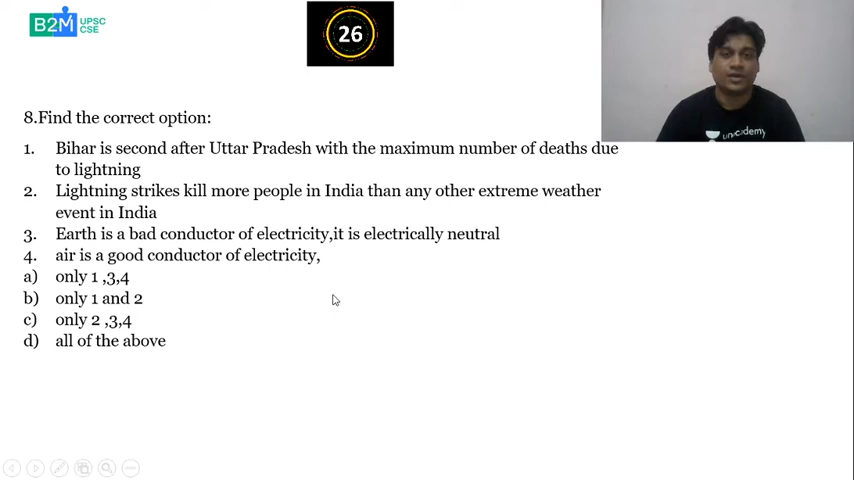 B2M UPSC
CSE
26
unacademy
8.Find the correct option:
1. Bihar is second after Uttar Pradesh with the maximum number of deaths due
to lightning
2. Lightning strikes kill more people in India than any other extreme weather
event in India
3. Earth is a bad conductor of electricity,it is electrically neutral
4. air is a good conductor of electricity,
a) only 1 ,3,4
b) only 1 and 2
c) only 2 ,3,4
d) all of the above